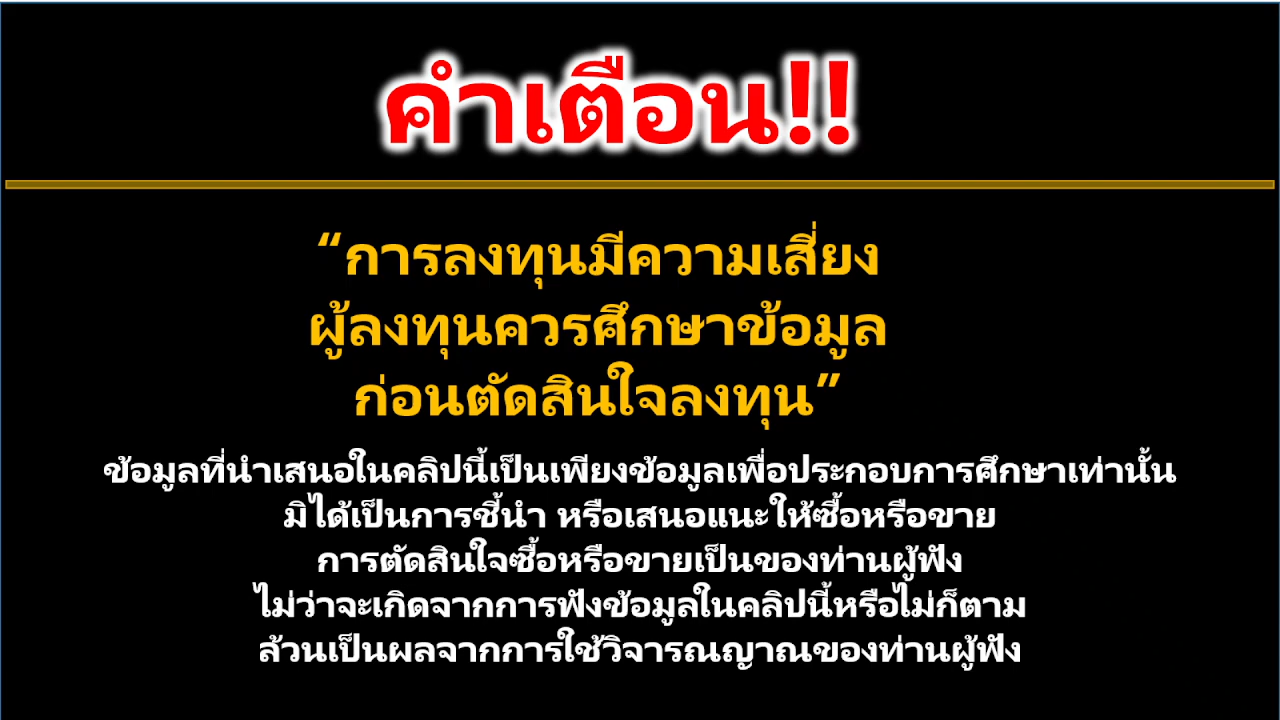 คำเตือน!!
“การลงทุนมีความเสี่ยง
ผู้ลงทุนควรศึกษาข้อมูล
ก่อนตัดสินใจลงทุน”
ข้อมูลที่นำเสนอในคลิปนี้เป็นเพียงข้อมูลเพื่อประกอบการศึกษาเท่านั้น
มิได้เป็นการชี้นำ หรือเสนอแนะให้ซื้อหรือขาย
การตัดสินใจซื้อหรือขายเป็นของท่านผู้ฟัง
ไม่ว่าจะเกิดจากการฟังข้อมูลในคลิปนี้หรือไม่ก็ตาม
ล้วนเป็นผลจากการใช้วิจารณญาณของท่านผู้ฟัง